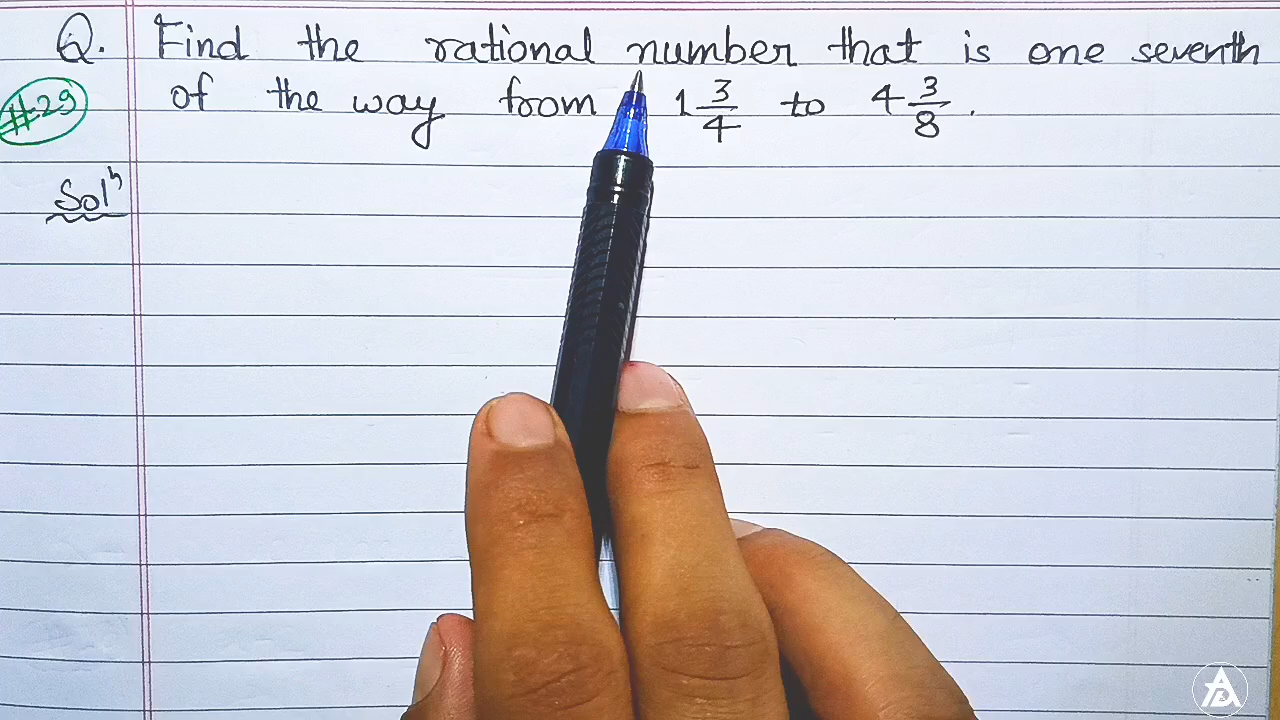 Q. Find the rational number that is one seventh
#29 of the way from 1 3/4 to 4 3/8.
Solⁿ